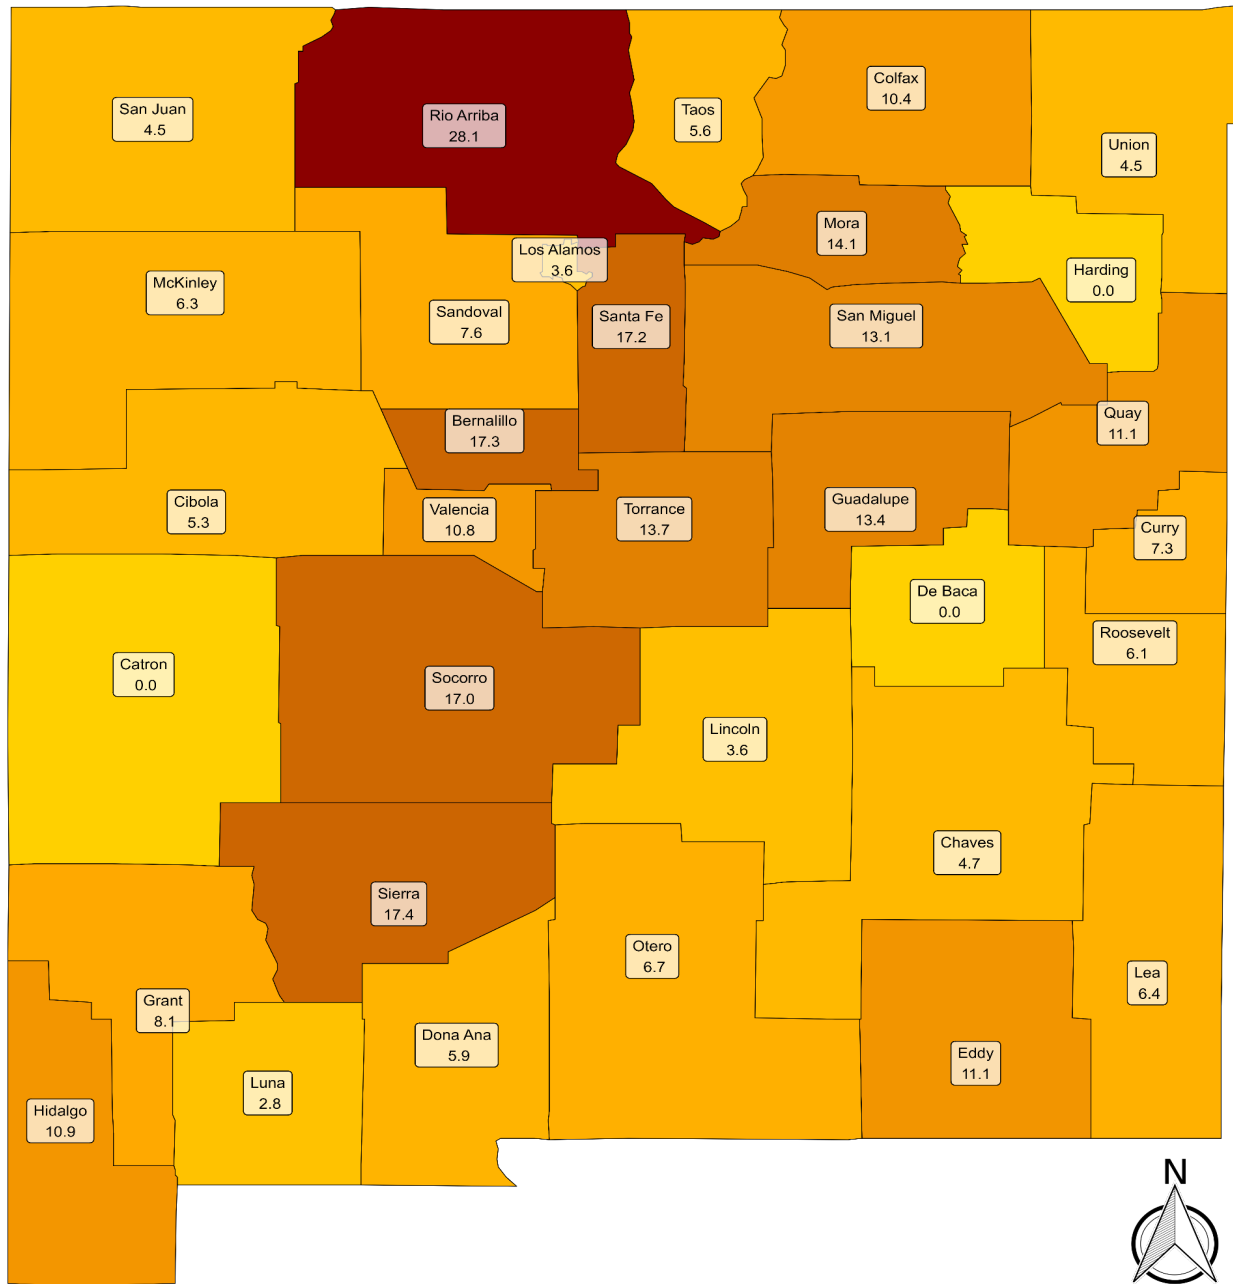 San Juan
4.5
Rio Arriba
28.1
Taos
5.6
Colfax
10.4
Union
4.5
Mora
14.1
Los Alamos
3.6
Harding
0.0
McKinley
6.3
Sandoval
7.6
Santa Fe
17.2
San Miguel
13.1
Bernalillo
17.3
Quay
11.1
Cibola
5.3
Valencia
10.8
Torrance
13.7
Guadalupe
13.4
Curry
7.3
De Baca
0.0
Roosevelt
6.1
Catron
0.0
Socorro
17.0
Lincoln
3.6
Chaves
4.7
Sierra
17.4
Otero
6.7
Lea
6.4
Grant
8.1
Dona Ana
5.9
Eddy
11.1
Luna
2.8
Hidalgo
10.9
N